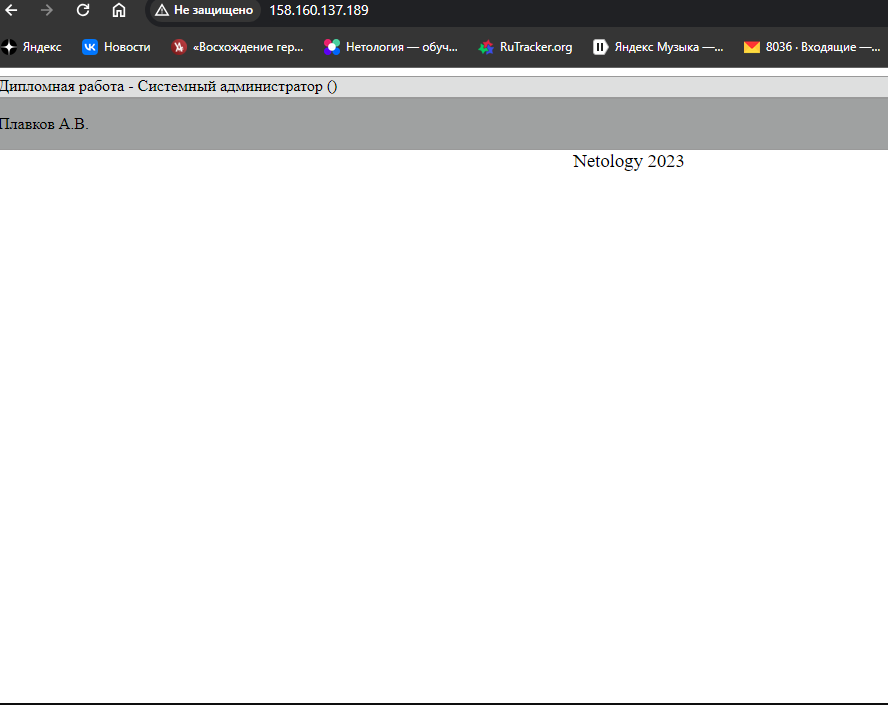 Не защищено 158.160.137.189
Яндекс Новости «Восхождение гер... Нетология — обуч... RuTracker.org Яндекс Музыка —... 8036 · Входящие —...
Дипломная работа - Системный администратор ()
Плавков А.В.
Netology 2023